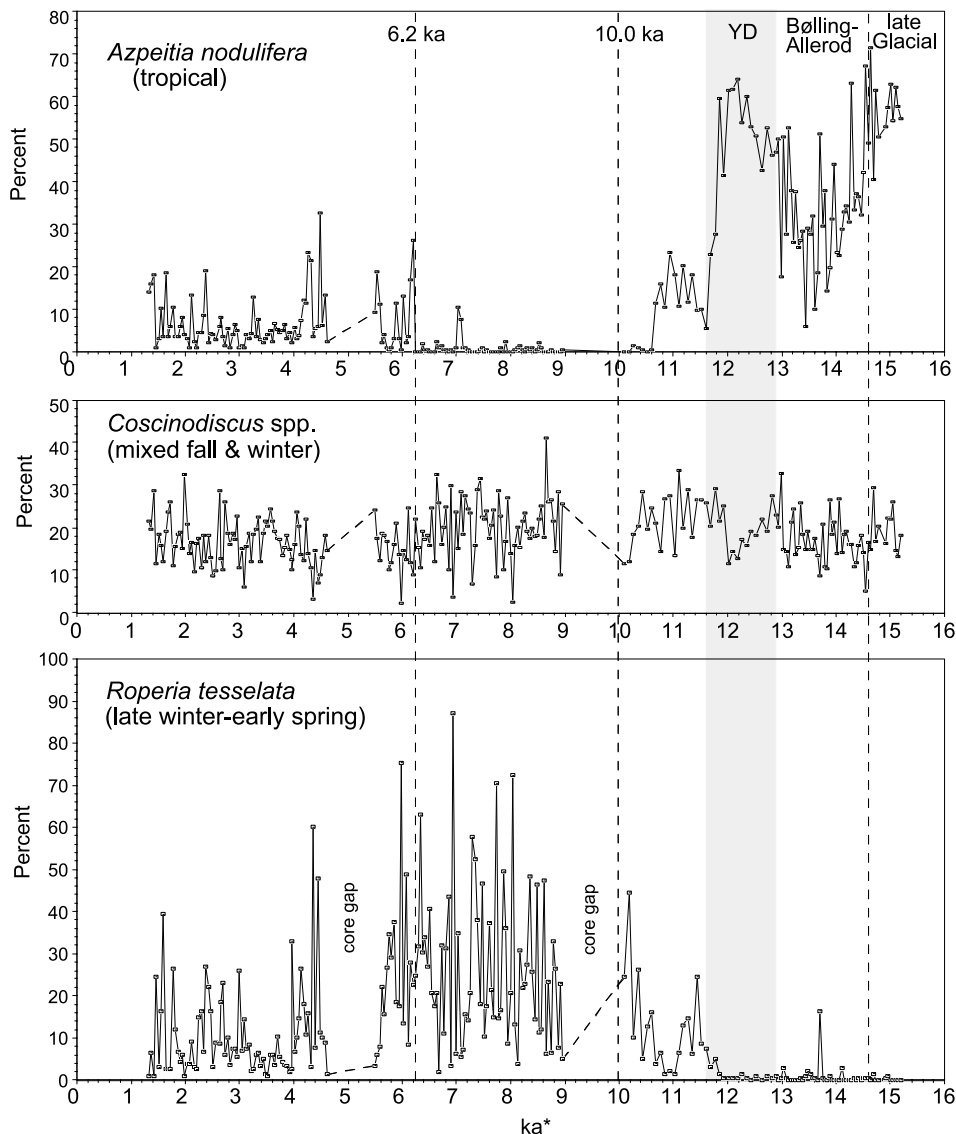 80
70
60
50
40
30
20
10
0
Percent
Azpeitia nodulifera
(tropical)
6.2 ka
10.0 ka
YD
Bølling-
Allerod
late
Glacial
0 1 2 3 4 5 6 7 8 9 10 11 12 13 14 15 16
50
40
30
20
10
0
Percent
Coscinodiscus spp.
(mixed fall & winter)
0 1 2 3 4 5 6 7 8 9 10 11 12 13 14 15 16
100
90
80
70
60
50
40
30
20
10
0
Percent
Roperia tesselata
(late winter-early spring)
core gap
core gap
0 1 2 3 4 5 6 7 8 9 10 11 12 13 14 15 16
ka*